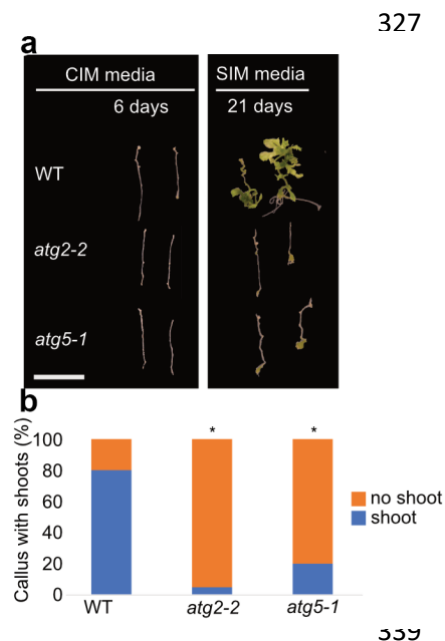 327
a
CIM media
SIM media
6 days
21 days
WT
atg2-2
atg5-1
b
Callus with shoots (%)
100
80
60
40
20
0
* *
no shoot
shoot
WT
atg2-2
atg5-1
339